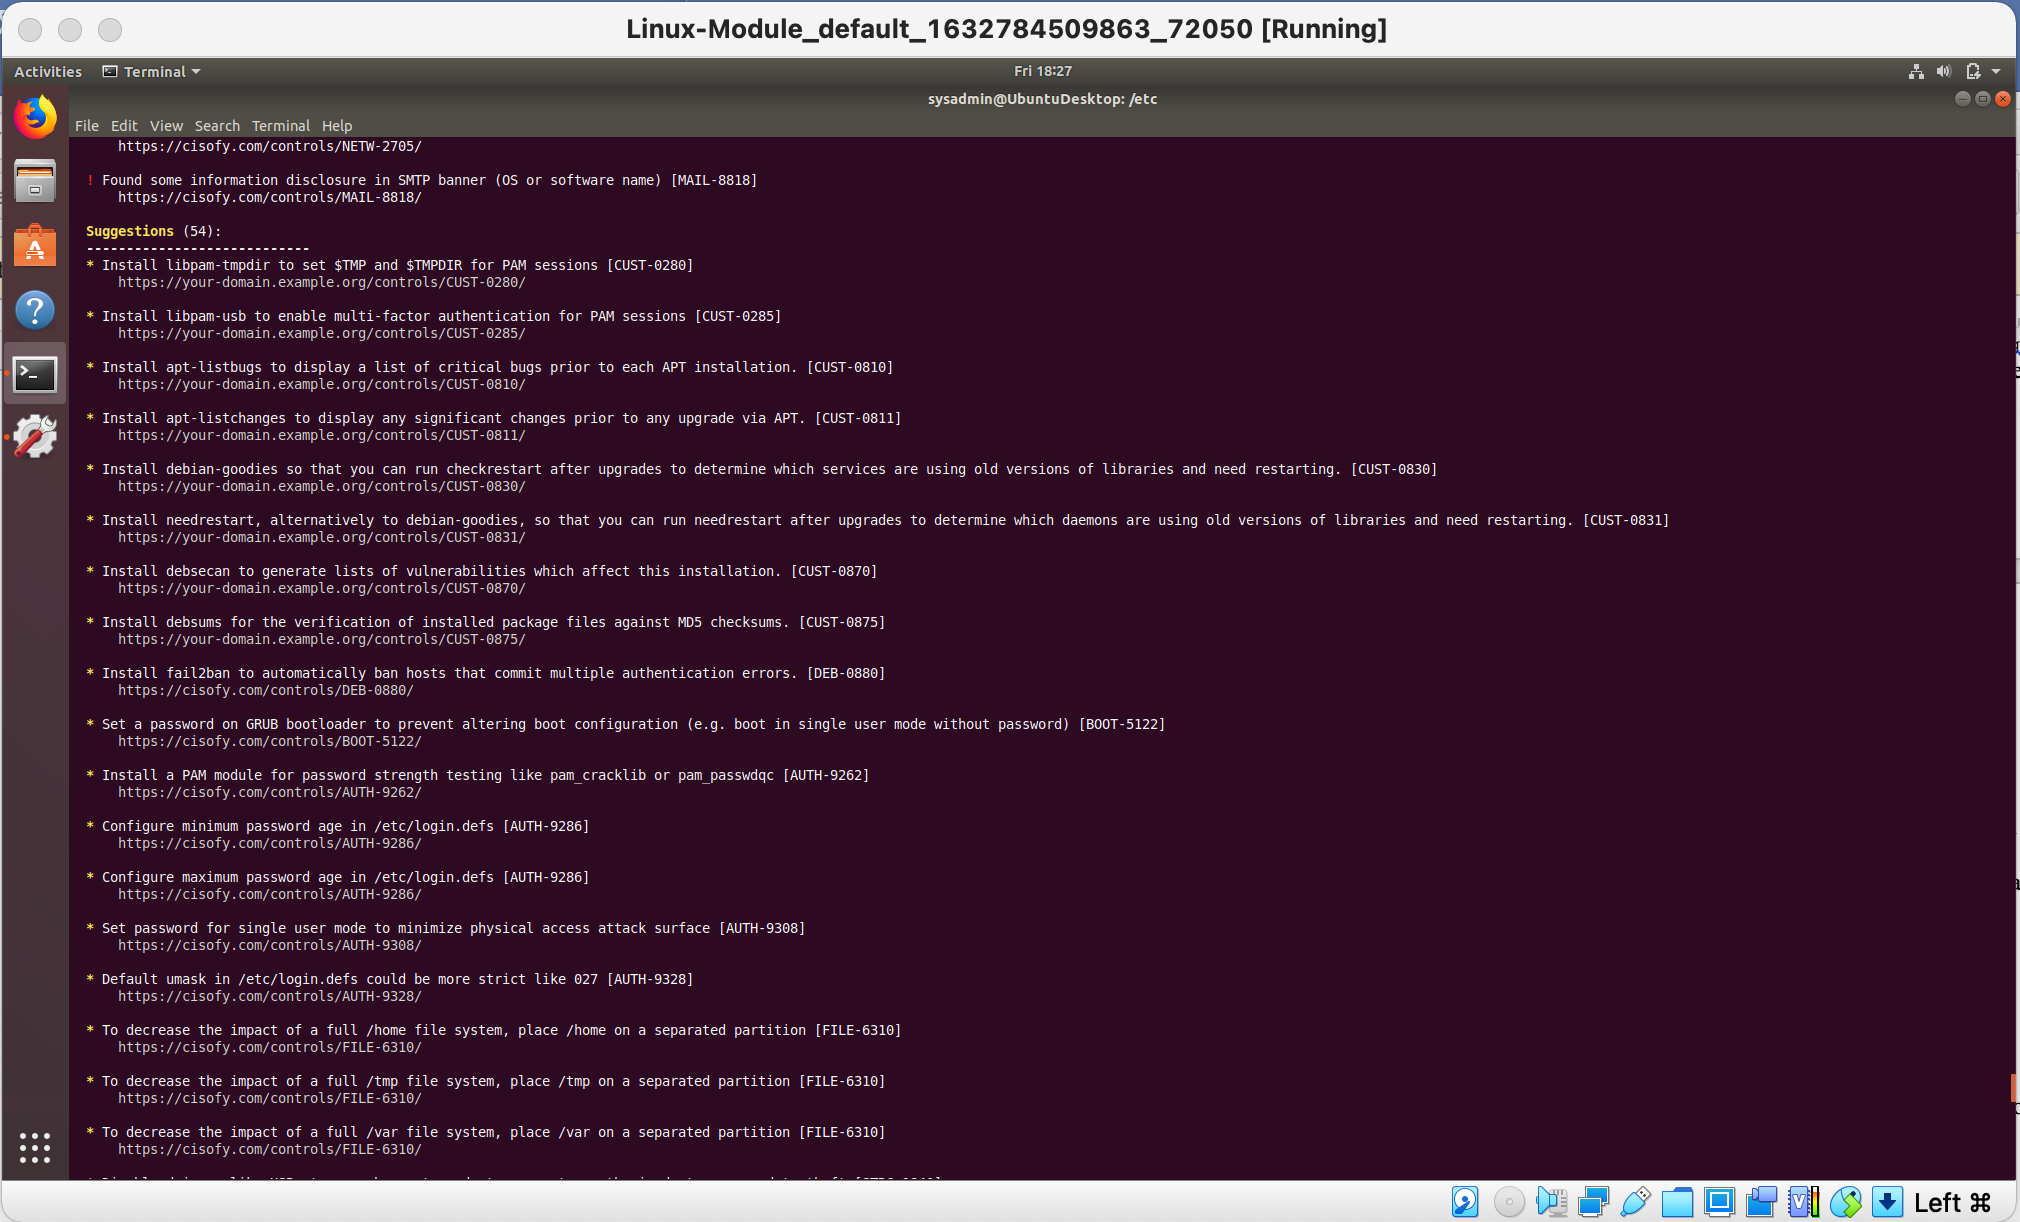 Linux-Module_default_1632784509863_72050 [Running]
Activities Terminal Fri 18:27
sysadmin@UbuntuDesktop: /etc
File Edit View Search Terminal Help
https://cisofy.com/controls/NETW-2705/
! Found some information disclosure in SMTP banner (OS or software name) [MAIL-8818]
https://cisofy.com/controls/MAIL-8818/
Suggestions (54):
----------------------------
* Install libpam-tmpdir to set $TMP and $TMPDIR for PAM sessions [CUST-0280]
https://your-domain.example.org/controls/CUST-0280/
* Install libpam-usb to enable multi-factor authentication for PAM sessions [CUST-0285]
https://your-domain.example.org/controls/CUST-0285/
* Install apt-listbugs to display a list of critical bugs prior to each APT installation. [CUST-0810]
https://your-domain.example.org/controls/CUST-0810/
* Install apt-listchanges to display any significant changes prior to any upgrade via APT. [CUST-0811]
https://your-domain.example.org/controls/CUST-0811/
* Install debian-goodies so that you can run checkrestart after upgrades to determine which services are using old versions of libraries and need restarting. [CUST-0830]
https://your-domain.example.org/controls/CUST-0830/
* Install needrestart, alternatively to debian-goodies, so that you can run needrestart after upgrades to determine which daemons are using old versions of libraries and need restarting. [CUST-0831]
https://your-domain.example.org/controls/CUST-0831/
* Install debsecan to generate lists of vulnerabilities which affect this installation. [CUST-0870]
https://your-domain.example.org/controls/CUST-0870/
* Install debsums for the verification of installed package files against MD5 checksums. [CUST-0875]
https://your-domain.example.org/controls/CUST-0875/
* Install fail2ban to automatically ban hosts that commit multiple authentication errors. [DEB-0880]
https://cisofy.com/controls/DEB-0880/
* Set a password on GRUB bootloader to prevent altering boot configuration (e.g. boot in single user mode without password) [BOOT-5122]
https://cisofy.com/controls/BOOT-5122/
* Install a PAM module for password strength testing like pam_cracklib or pam_passwdqc [AUTH-9262]
https://cisofy.com/controls/AUTH-9262/
* Configure minimum password age in /etc/login.defs [AUTH-9286]
https://cisofy.com/controls/AUTH-9286/
* Configure maximum password age in /etc/login.defs [AUTH-9286]
https://cisofy.com/controls/AUTH-9286/
* Set password for single user mode to minimize physical access attack surface [AUTH-9308]
https://cisofy.com/controls/AUTH-9308/
* Default umask in /etc/login.defs could be more strict like 027 [AUTH-9328]
https://cisofy.com/controls/AUTH-9328/
* To decrease the impact of a full /home file system, place /home on a separated partition [FILE-6310]
https://cisofy.com/controls/FILE-6310/
* To decrease the impact of a full /tmp file system, place /tmp on a separated partition [FILE-6310]
https://cisofy.com/controls/FILE-6310/
* To decrease the impact of a full /var file system, place /var on a separated partition [FILE-6310]
https://cisofy.com/controls/FILE-6310/
Left ⌘